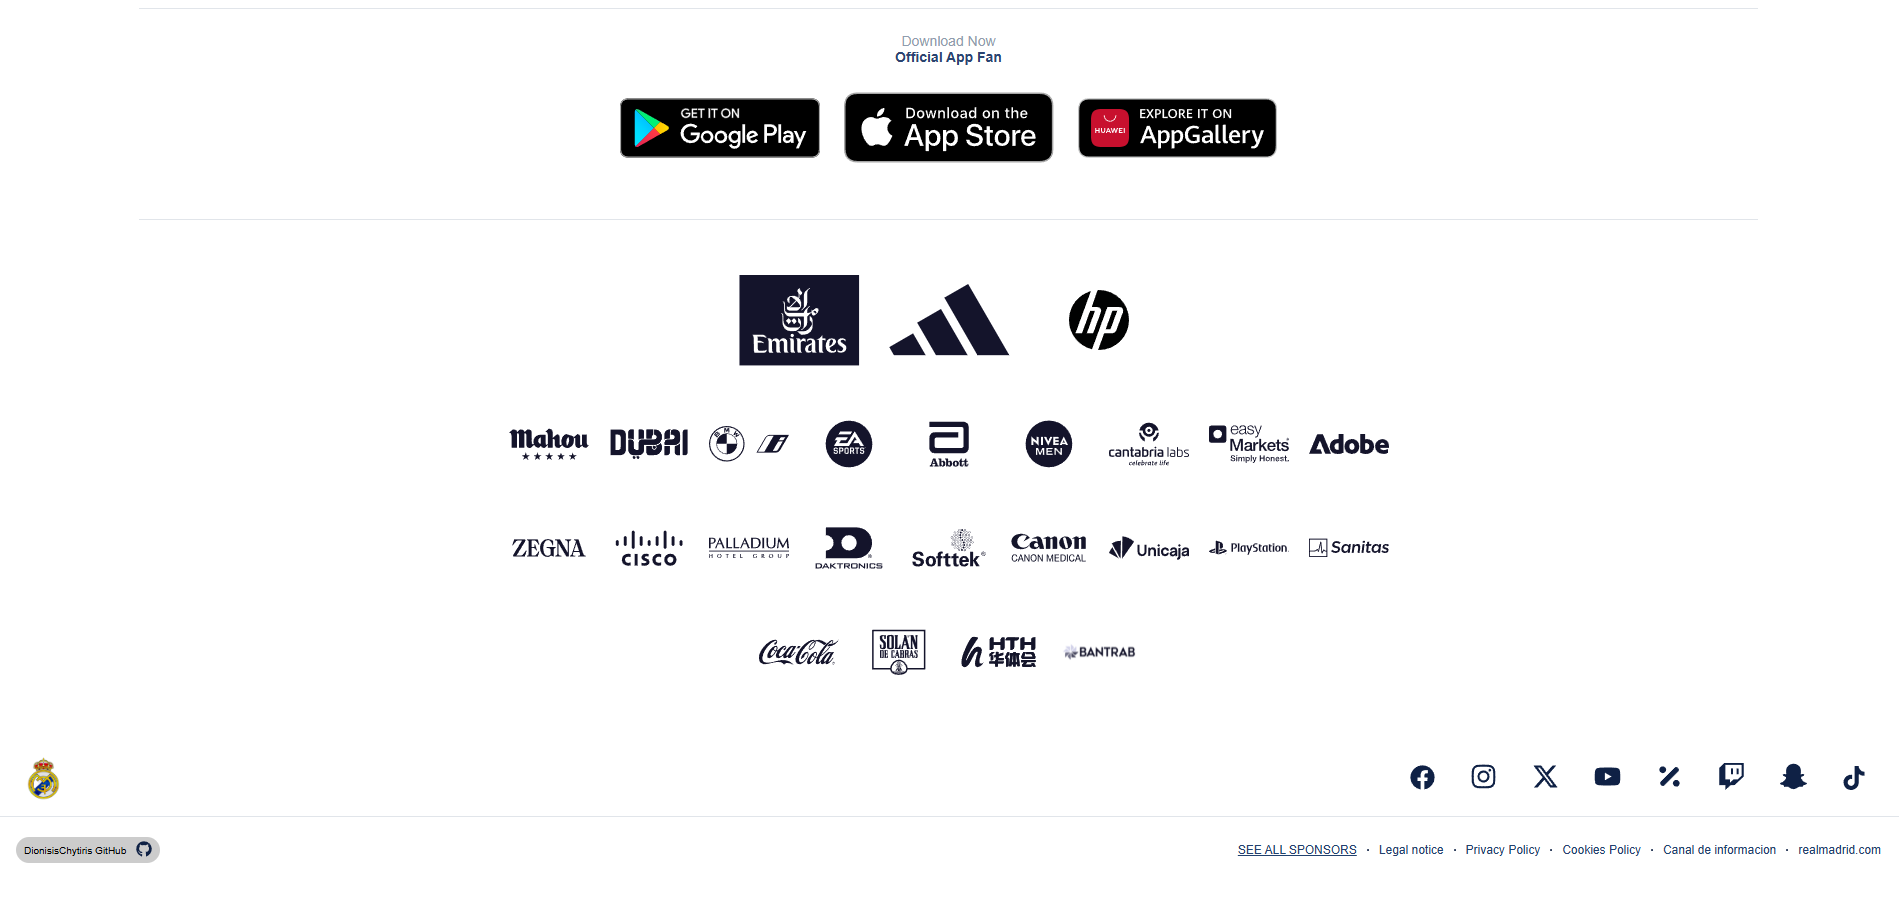 Download Now
Official App Fan
GET IT ON
Google Play
Download on the
App Store
HUAWEI
EXPLORE IT ON
AppGallery
Emirates
hp
mahou
DUBAI
BMW
EA
SPORTS
Abbott
NIVEA
MEN
cantabria labs
celebrate life
easy
Markets
Simply Honest.
Adobe
ZEGNA
CISCO
PALLADIUM
HOTEL GROUP
DAKTRONICS
Softtek®
Canon
CANON MEDICAL
Unicaja
PlayStation.
Sanitas
Coca-Cola
SOLÁN
DE CABRAS
HTH
华体会
BANTRAB
DionisisChytiris GitHub
SEE ALL SPONSORS · Legal notice · Privacy Policy · Cookies Policy · Canal de informacion · realmadrid.com